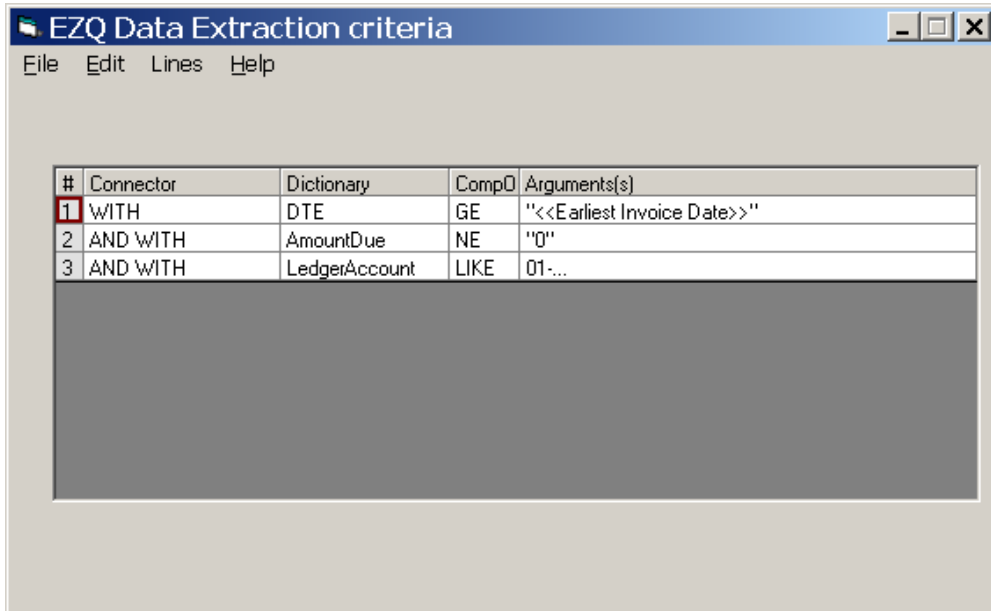 EZQ Data Extraction criteria
File Edit Lines Help
# Connector Dictionary CompO Arguments(s)
1 WITH DTE GE "<<Earliest Invoice Date>>"
2 AND WITH AmountDue NE "0"
3 AND WITH LedgerAccount LIKE 01-...